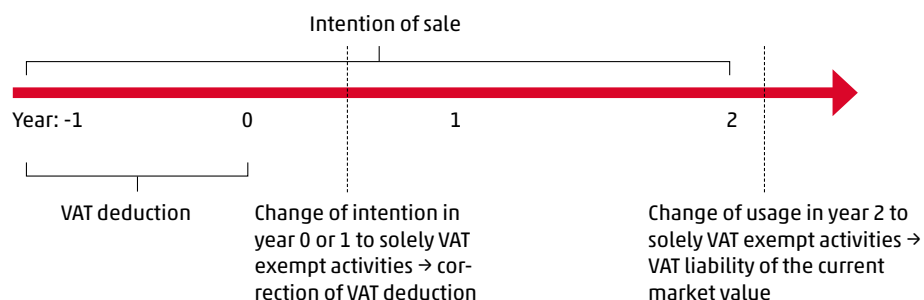 Intention of sale
Year: -1 0 1 2
VAT deduction
Change of intention in
year 0 or 1 to solely VAT
exempt activities → cor-
rection of VAT deduction
Change of usage in year 2 to
solely VAT exempt activities →
VAT liability of the current
market value